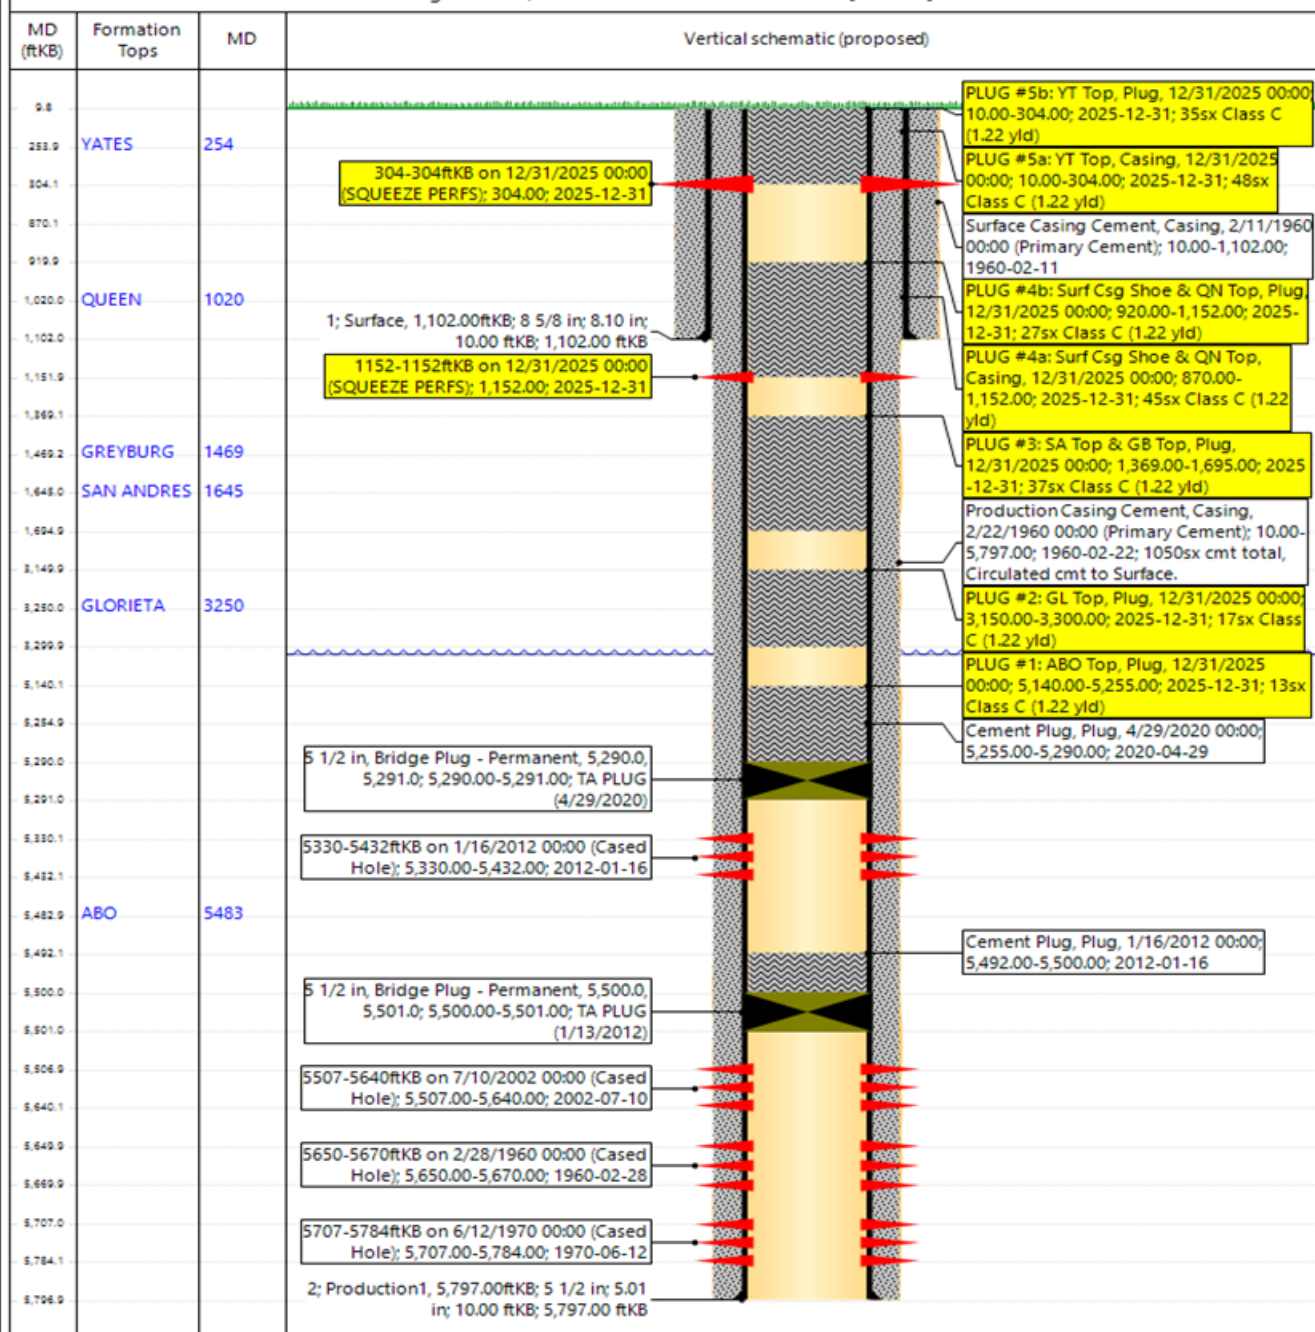 MD
(ftKB)
Formation
Tops
MD
Vertical schematic (proposed)
9.8
253.9
304.1
870.1
919.9
1,020.0
1,102.0
1,151.9
1,369.1
1,469.2
1,645.0
1,694.9
3,149.9
3,250.0
3,299.9
5,140.1
5,254.9
5,290.0
5,291.0
5,330.1
5,432.1
5,482.9
5,492.1
5,500.0
5,501.0
5,506.9
5,640.1
5,649.9
5,669.9
5,707.0
5,784.1
5,796.9
YATES 254
QUEEN 1020
GREYBURG 1469
SAN ANDRES 1645
GLORIETA 3250
ABO 5483
304-304ftKB on 12/31/2025 00:00
(SQUEEZE PERFS); 304.00; 2025-12-31
1; Surface, 1,102.00ftKB; 8 5/8 in; 8.10 in;
10.00 ftKB; 1,102.00 ftKB
1152-1152ftKB on 12/31/2025 00:00
(SQUEEZE PERFS); 1,152.00; 2025-12-31
5 1/2 in, Bridge Plug - Permanent, 5,290.0,
5,291.0; 5,290.00-5,291.00; TA PLUG
(4/29/2020)
5330-5432ftKB on 1/16/2012 00:00 (Cased
Hole); 5,330.00-5,432.00; 2012-01-16
5 1/2 in, Bridge Plug - Permanent, 5,500.0,
5,501.0; 5,500.00-5,501.00; TA PLUG
(1/13/2012)
5507-5640ftKB on 7/10/2002 00:00 (Cased
Hole); 5,507.00-5,640.00; 2002-07-10
5650-5670ftKB on 2/28/1960 00:00 (Cased
Hole); 5,650.00-5,670.00; 1960-02-28
5707-5784ftKB on 6/12/1970 00:00 (Cased
Hole); 5,707.00-5,784.00; 1970-06-12
2; Production1, 5,797.00ftKB; 5 1/2 in; 5.01
in; 10.00 ftKB; 5,797.00 ftKB
PLUG #5b: YT Top, Plug, 12/31/2025 00:00;
10.00-304.00; 2025-12-31; 35sx Class C
(1.22 yld)
PLUG #5a: YT Top, Casing, 12/31/2025
00:00; 10.00-304.00; 2025-12-31; 48sx
Class C (1.22 yld)
Surface Casing Cement, Casing, 2/11/1960
00:00 (Primary Cement); 10.00-1,102.00;
1960-02-11
PLUG #4b: Surf Csg Shoe & QN Top, Plug,
12/31/2025 00:00; 920.00-1,152.00; 2025-
12-31; 27sx Class C (1.22 yld)
PLUG #4a: Surf Csg Shoe & QN Top,
Casing, 12/31/2025 00:00; 870.00-
1,152.00; 2025-12-31; 45sx Class C (1.22
yld)
PLUG #3: SA Top & GB Top, Plug,
12/31/2025 00:00; 1,369.00-1,695.00; 2025
-12-31; 37sx Class C (1.22 yld)
Production Casing Cement, Casing,
2/22/1960 00:00 (Primary Cement); 10.00-
5,797.00; 1960-02-22; 1050sx cmt total,
Circulated cmt to Surface.
PLUG #2: GL Top, Plug, 12/31/2025 00:00;
3,150.00-3,300.00; 2025-12-31; 17sx Class
C (1.22 yld)
PLUG #1: ABO Top, Plug, 12/31/2025
00:00; 5,140.00-5,255.00; 2025-12-31; 13sx
Class C (1.22 yld)
Cement Plug, Plug, 4/29/2020 00:00;
5,255.00-5,290.00; 2020-04-29
Cement Plug, Plug, 1/16/2012 00:00;
5,492.00-5,500.00; 2012-01-16